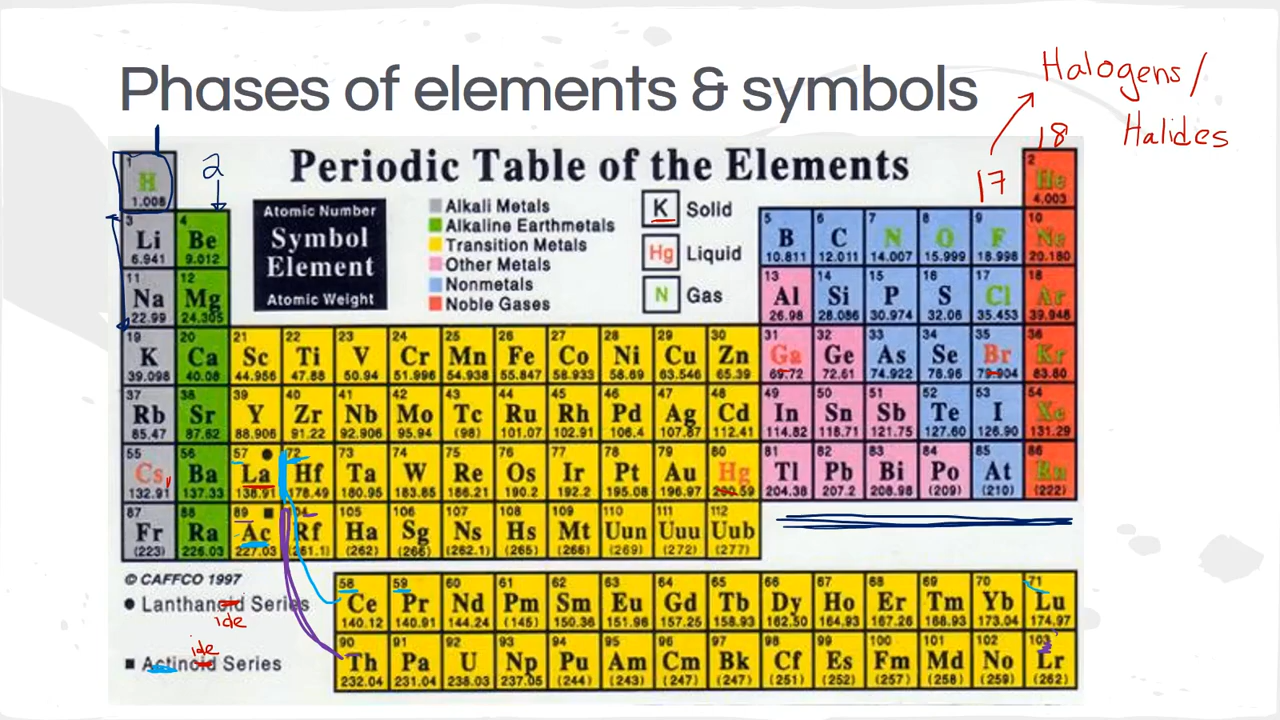 Phases of elements & symbols
Halogens /
Halides
17
18
2
Periodic Table of the Elements
Atomic Number
Symbol
Element
Atomic Weight
Alkali Metals
Alkaline Earthmetals
Transition Metals
Other Metals
Nonmetals
Noble Gases
K Solid
Hg Liquid
N Gas
1 2
H He
1.008 4.003
3 4 5 6 7 8 9 10
Li Be B C N O F Ne
6.941 9.012 10.811 12.011 14.007 15.999 18.998 20.180
11 12 13 14 15 16 17 18
Na Mg Al Si P S Cl Ar
22.99 24.305 26.98 28.086 30.974 32.06 35.453 39.948
19 20 21 22 23 24 25 26 27 28 29 30 31 32 33 34 35 36
K Ca Sc Ti V Cr Mn Fe Co Ni Cu Zn Ga Ge As Se Br Kr
39.098 40.08 44.956 47.88 50.94 51.996 54.938 55.847 58.933 58.69 63.546 65.39 69.72 72.61 74.922 78.96 79.904 83.80
37 38 39 40 41 42 43 44 45 46 47 48 49 50 51 52 53 54
Rb Sr Y Zr Nb Mo Tc Ru Rh Pd Ag Cd In Sn Sb Te I Xe
85.47 87.62 88.906 91.22 92.906 95.94 (98) 101.07 102.91 106.4 107.87 112.41 114.82 118.71 121.75 127.60 126.90 131.29
55 56 57 72 73 74 75 76 77 78 79 80 81 82 83 84 85 86
Cs Ba La Hf Ta W Re Os Ir Pt Au Hg Tl Pb Bi Po At Rn
132.91 137.33 138.91 178.49 180.95 183.85 186.21 190.2 192.2 195.08 196.97 200.59 204.38 207.2 208.98 (209) (210) (222)
87 88 89 105 106 107 108 109 110 111 112
Fr Ra Ac Rf Ha Sg Ns Hs Mt Uun Uuu Uub
(223) 226.03 227.03 (261.1) (262) (266) (262.1) (265) (266) (269) (272) (277)
© CAFFCO 1997
Lanthanoid Series
ide
58 59 60 61 62 63 64 65 66 67 68 69 70 71
Ce Pr Nd Pm Sm Eu Gd Tb Dy Ho Er Tm Yb Lu
140.12 140.91 144.24 (145) 150.36 151.96 157.25 158.93 162.50 164.93 167.26 168.93 173.04 174.97
ide
Actinoid Series
90 91 92 93 94 95 96 97 98 99 100 101 102 103
Th Pa U Np Pu Am Cm Bk Cf Es Fm Md No Lr
232.04 231.04 238.03 237.05 (244) (243) (247) (247) (251) (252) (257) (258) (259) (262)